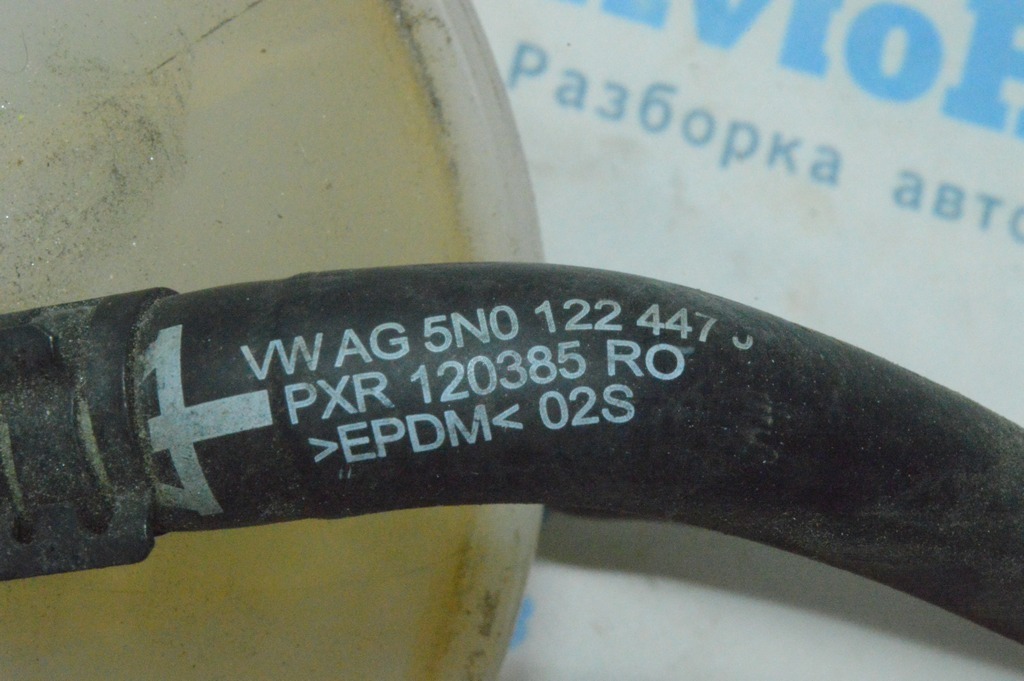 Разборка авто
VW AG 5N0 122 447
PXR 120385 RO
>EPDM< 02S